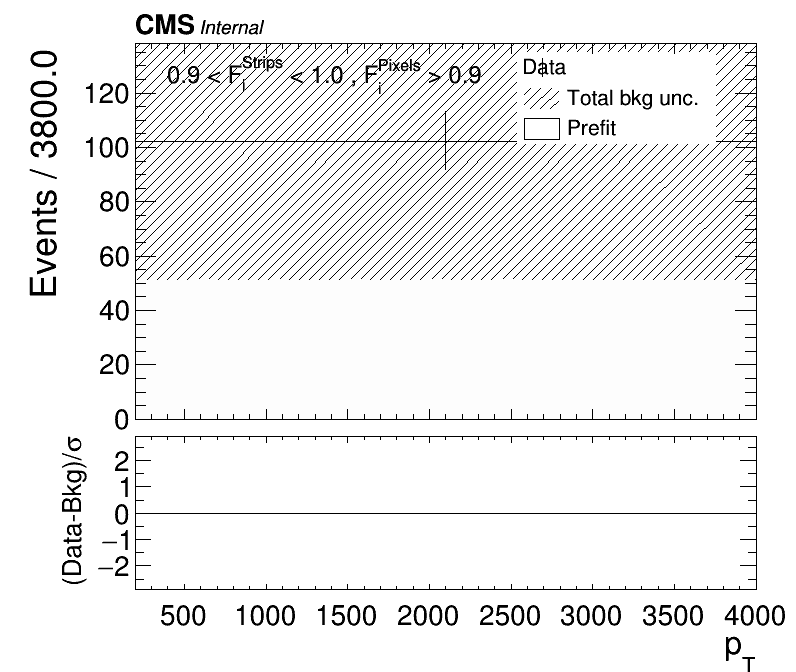 CMS Internal
0.9 < F_i^Strips < 1.0 , F_i^Pixels > 0.9
Data
Total bkg unc.
Prefit
Events / 3800.0
120
100
80
60
40
20
0
(Data-Bkg)/σ
2
1
0
−1
−2
500 1000 1500 2000 2500 3000 3500 4000
p_T